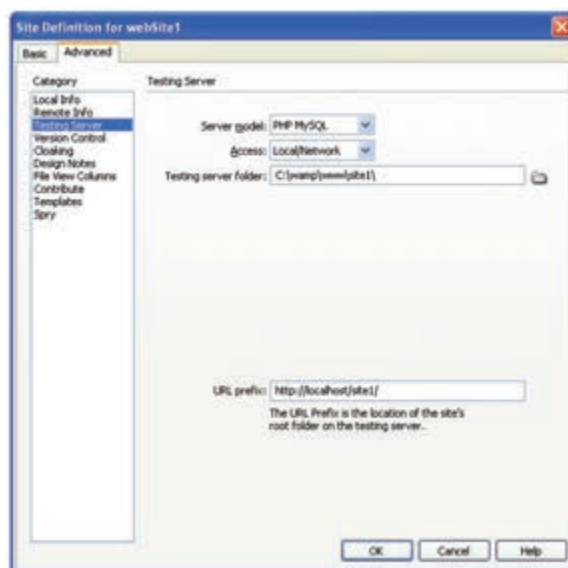 Site Definition for webSite1
Basic
Advanced
Category
Testing Server
Local Info
Remote Info
Testing Server
Version Control
Cloaking
Design Notes
File View Columns
Contribute
Templates
Spry
Server model: PHP MySQL
Access: Local/Network
Testing server folder: C:\wamp\www\site1\
URL prefix: http://localhost/site1/
The URL Prefix is the location of the site's
root folder on the testing server.
OK
Cancel
Help